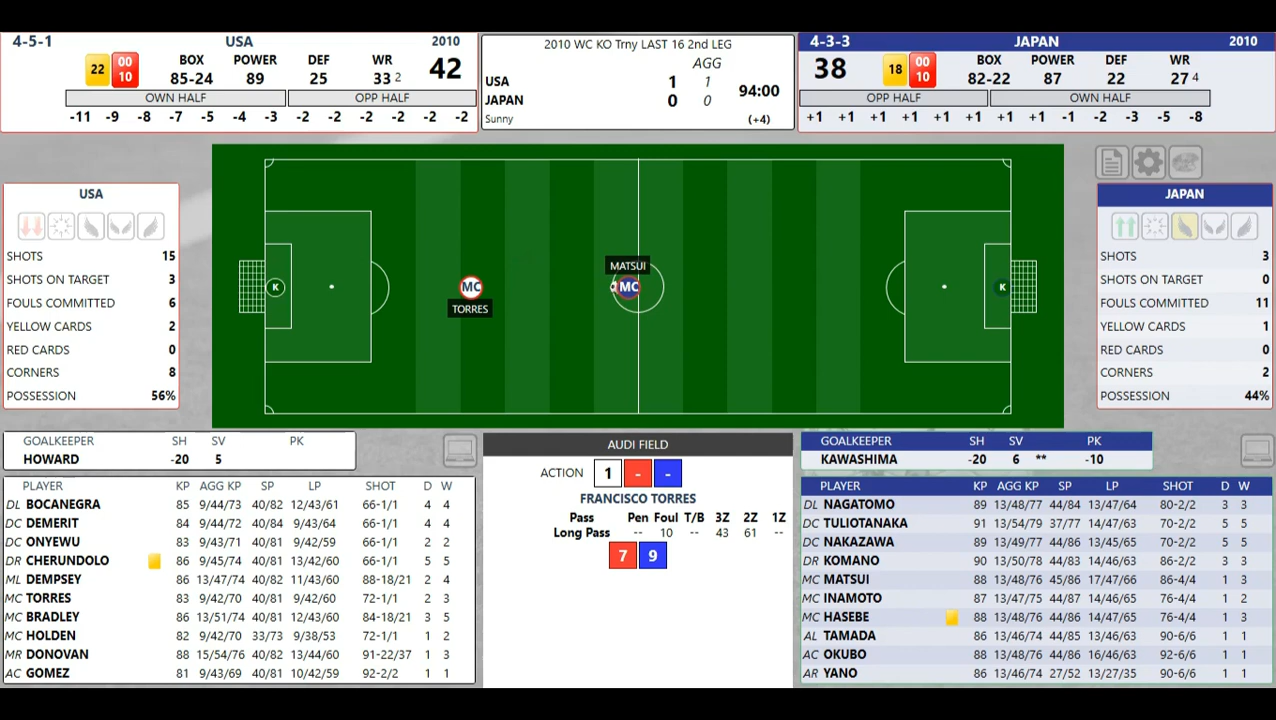 4-5-1 USA 2010
22 00 10
BOX POWER DEF WR
85-24 89 25 33 2 42
OWN HALF OPP HALF
-11 -9 -8 -7 -5 -4 -3 -2 -2 -2 -2 -2 -2
2010 WC KO Trny LAST 16 2nd LEG
AGG
USA 1 1
JAPAN 0 0
94:00
Sunny (+4)
4-3-3 JAPAN 2010
38 18 00 10
BOX POWER DEF WR
82-22 87 22 27 4
OPP HALF OWN HALF
+1 +1 +1 +1 +1 +1 +1 +1 -1 -2 -3 -5 -8
USA
SHOTS 15
SHOTS ON TARGET 3
FOULS COMMITTED 6
YELLOW CARDS 2
RED CARDS 0
CORNERS 8
POSSESSION 56%
K
MC
TORRES
MATSUI
MC
K
JAPAN
SHOTS 3
SHOTS ON TARGET 0
FOULS COMMITTED 11
YELLOW CARDS 1
RED CARDS 0
CORNERS 2
POSSESSION 44%
GOALKEEPER SH SV PK
HOWARD -20 5
PLAYER KP AGG KP SP LP SHOT D W
DL BOCANEGRA 85 9/44/73 40/82 12/43/61 66-1/1 4 4
DC DEMERIT 84 9/44/72 40/84 9/43/64 66-1/1 4 4
DC ONYEWU 83 9/43/71 40/82 9/42/59 66-1/1 2 2
DR CHERUNDOLO 86 9/45/74 40/81 13/42/60 66-1/1 5 5
ML DEMPSEY 86 13/47/74 40/82 11/43/60 88-18/21 2 4
MC TORRES 83 9/42/70 40/81 9/42/60 72-1/1 2 3
MC BRADLEY 86 13/51/74 40/82 12/43/60 84-18/21 3 5
MC HOLDEN 82 9/42/70 33/73 9/38/53 72-1/1 1 2
MR DONOVAN 88 15/54/76 40/82 13/44/60 91-22/37 1 3
AC GOMEZ 81 9/43/69 40/81 10/42/59 92-2/2 1 1
AUDI FIELD
ACTION 1 - -
FRANCISCO TORRES
Pass Pen Foul T/B 3Z 2Z 1Z
Long Pass -- 10 -- 43 61 --
7 9
GOALKEEPER SH SV PK
KAWASHIMA -20 6 ** -10
PLAYER KP AGG KP SP LP SHOT D W
DL NAGATOMO 89 13/48/77 44/84 13/47/64 80-2/2 3 3
DC TULIOTANAKA 91 13/54/79 37/77 14/47/63 70-2/2 5 5
DC NAKAZAWA 89 13/49/77 44/86 13/45/65 70-2/2 5 5
DR KOMANO 90 13/50/78 44/83 14/46/63 86-2/2 3 3
MC MATSUI 88 13/48/76 45/86 17/47/66 86-4/4 1 3
MC INAMOTO 87 13/47/75 44/87 14/46/65 76-4/4 1 2
MC HASEBE 88 13/48/76 44/86 14/47/65 76-4/4 1 3
AL TAMADA 86 13/46/74 44/85 13/46/63 90-6/6 1 1
AC OKUBO 88 13/48/76 44/86 16/46/63 92-6/6 1 1
AR YANO 86 13/46/74 27/52 13/27/35 90-6/6 1 1